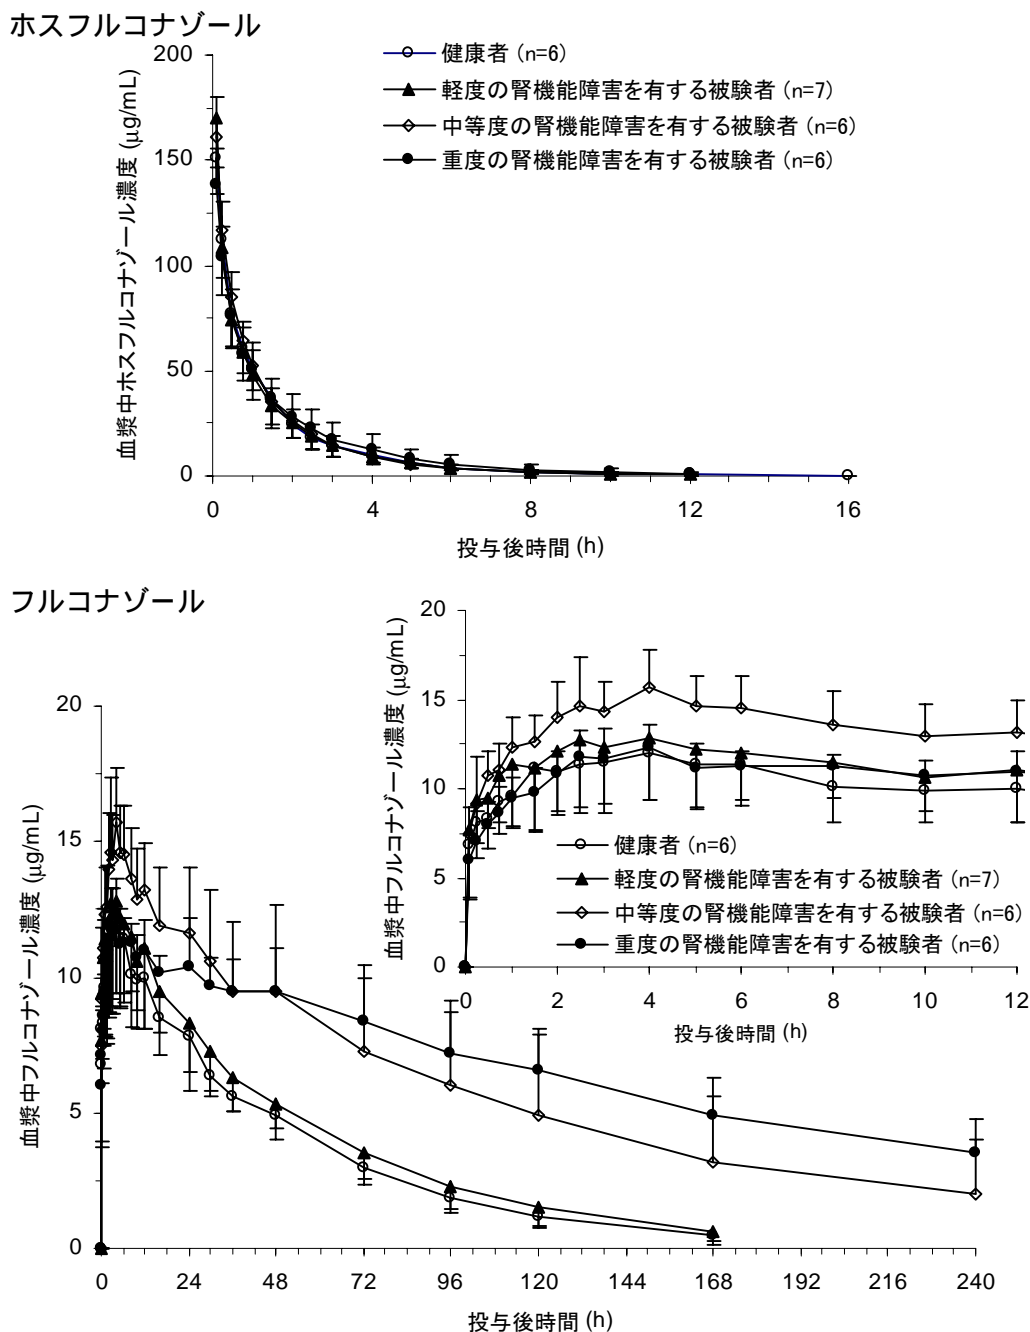 ホスフルコナゾール
健康者 (n=6)
軽度の腎機能障害を有する被験者 (n=7)
中等度の腎機能障害を有する被験者 (n=6)
重度の腎機能障害を有する被験者 (n=6)
血漿中ホスフルコナゾール濃度 (μg/mL)
200
150
100
50
0
0 4 8 12 16
投与後時間 (h)
フルコナゾール
血漿中フルコナゾール濃度 (μg/mL)
20
15
10
5
0
0 2 4 6 8 10 12
投与後時間 (h)
健康者 (n=6)
軽度の腎機能障害を有する被験者 (n=7)
中等度の腎機能障害を有する被験者 (n=6)
重度の腎機能障害を有する被験者 (n=6)
血漿中フルコナゾール濃度 (μg/mL)
20
15
10
5
0
0 24 48 72 96 120 144 168 192 216 240
投与後時間 (h)